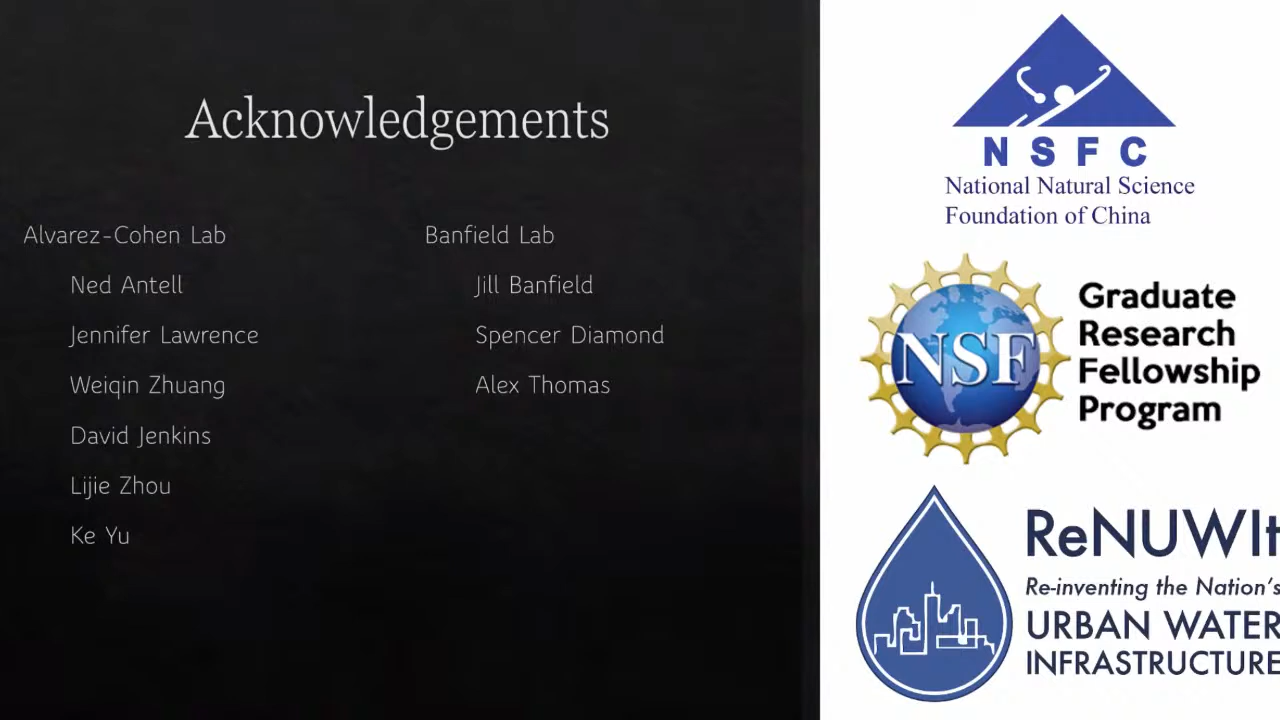 Acknowledgements
Alvarez-Cohen Lab
Ned Antell
Jennifer Lawrence
Weiqin Zhuang
David Jenkins
Lijie Zhou
Ke Yu
Banfield Lab
Jill Banfield
Spencer Diamond
Alex Thomas
NSFC
National Natural Science
Foundation of China
NSF
Graduate
Research
Fellowship
Program
ReNUWIt
Re-inventing the Nation's
URBAN WATER
INFRASTRUCTURE